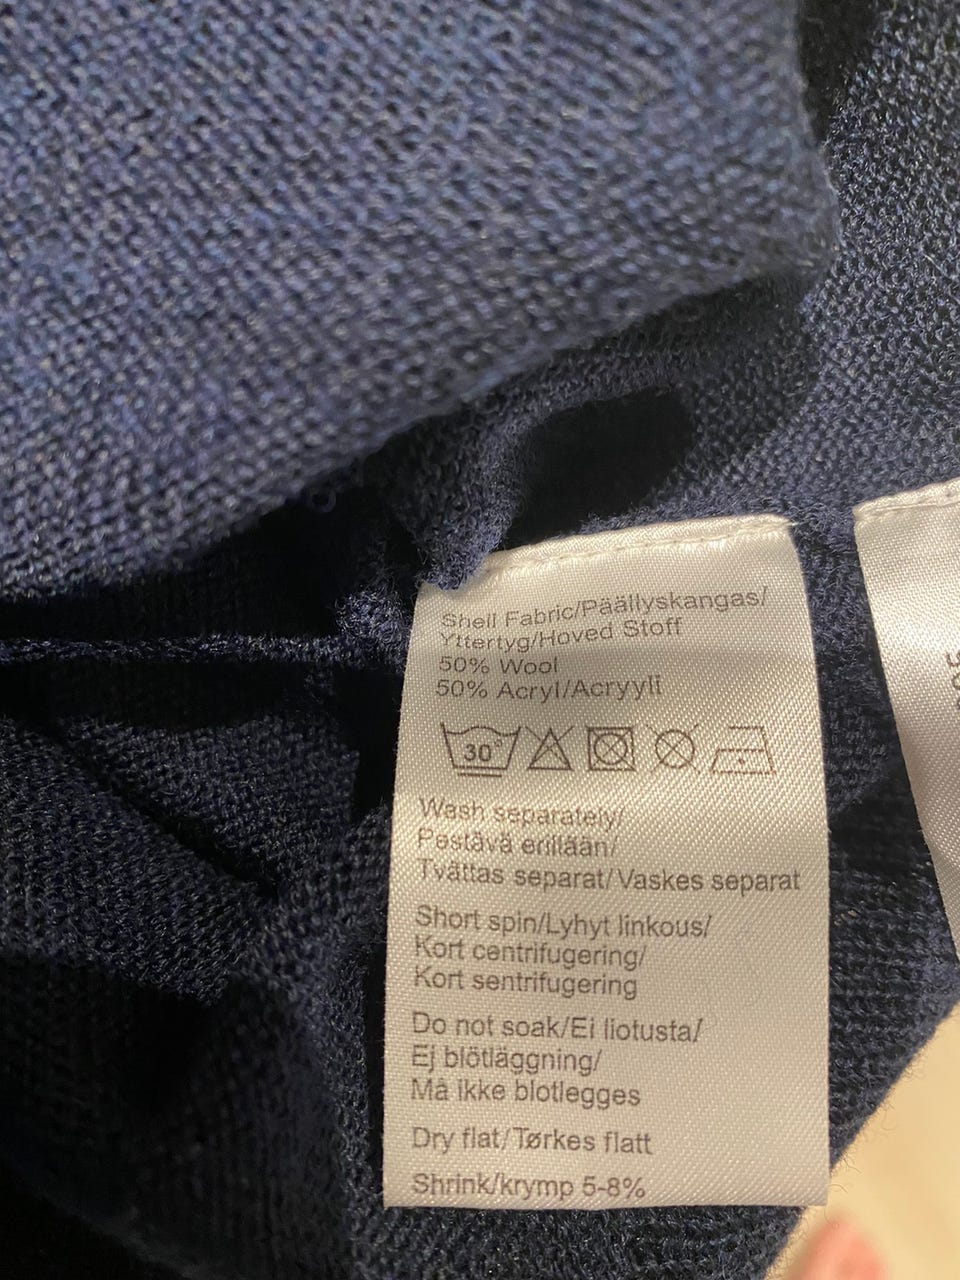 Shell Fabric/Päällyskangas/
Yttertyg/Hoved Stoff
50% Wool
50% Acryl/Acryyli
30°
Wash separately/
Pestävä erillään/
Tvättas separat/Vaskes separat
Short spin/Lyhyt linkous/
Kort centrifugering/
Kort sentrifugering
Do not soak/Ei liotusta/
Ej blötläggning/
Må ikke blotlegges
Dry flat/Tørkes flatt
Shrink/krymp 5-8%